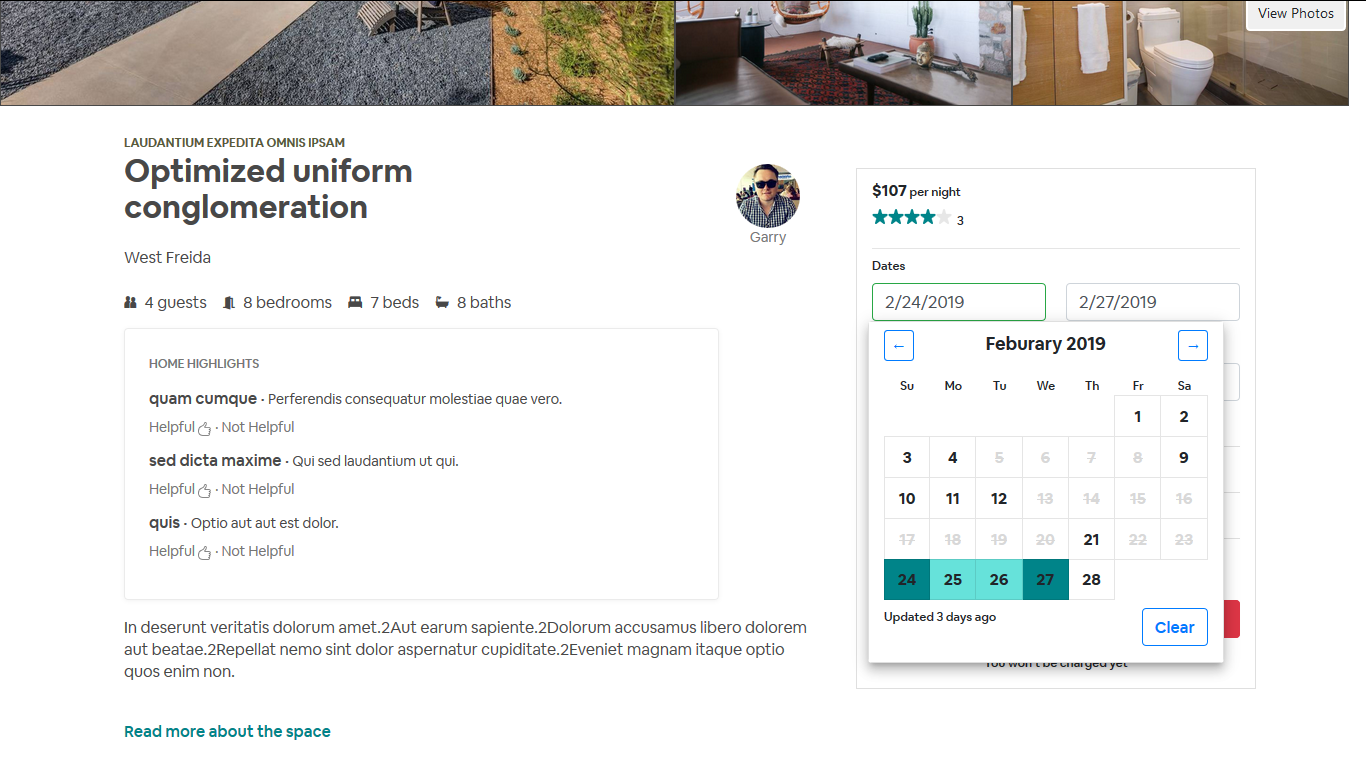 View Photos
LAUDANTIUM EXPEDITA OMNIS IPSAM
Optimized uniform
conglomeration
Garry
West Freida
4 guests 8 bedrooms 7 beds 8 baths
HOME HIGHLIGHTS
quam cumque · Perferendis consequatur molestiae quae vero.
Helpful · Not Helpful
sed dicta maxime · Qui sed laudantium ut qui.
Helpful · Not Helpful
quis · Optio aut aut est dolor.
Helpful · Not Helpful
In deserunt veritatis dolorum amet.2Aut earum sapiente.2Dolorum accusamus libero dolorem
aut beatae.2Repellat nemo sint dolor aspernatur cupiditate.2Eveniet magnam itaque optio
quos enim non.
Read more about the space
$107 per night
3
Dates
2/24/2019 2/27/2019
← Feburary 2019 →
Su Mo Tu We Th Fr Sa
1 2
3 4 5 6 7 8 9
10 11 12 13 14 15 16
17 18 19 20 21 22 23
24 25 26 27 28
Updated 3 days ago
Clear
You won't be charged yet